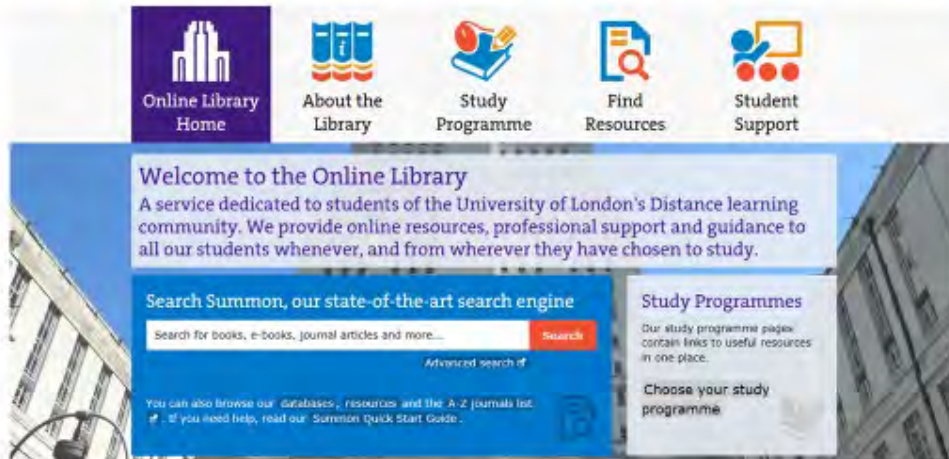 Online Library
Home
About the
Library
Study
Programme
Find
Resources
Student
Support
Welcome to the Online Library
A service dedicated to students of the University of London's Distance learning
community. We provide online resources, professional support and guidance to
all our students whenever, and from wherever they have chosen to study.
Search Summon, our state-of-the-art search engine
Search for books, e-books, journal articles and more...
Search
Advanced search
You can also browse our databases, resources and the A-Z journals list
. If you need help, read our Summon Quick Start Guide.
Study Programmes
Our study programme pages
contain links to useful resources
in one place.
Choose your study
programme